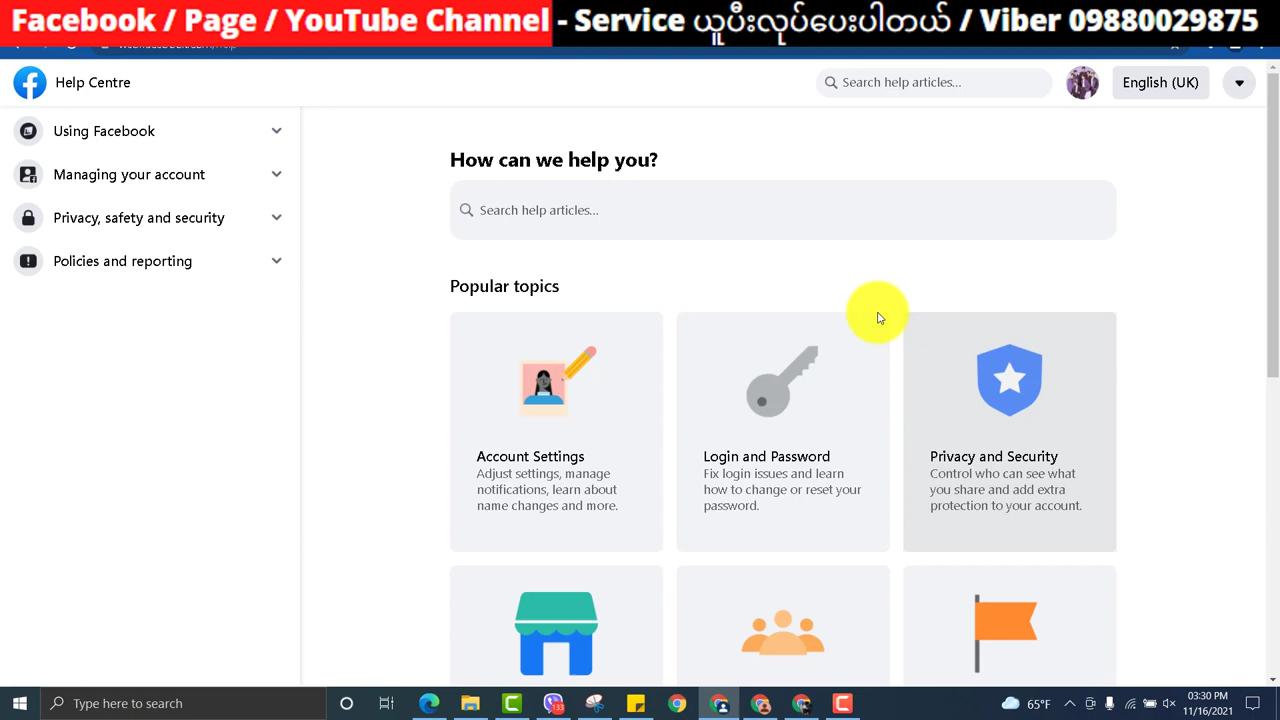 Facebook / Page / YouTube Channel - Service ယူပီးလုပ်ပေးပါတယ် / Viber 09880029875
Help Centre
Search help articles...
English (UK)
Using Facebook
Managing your account
Privacy, safety and security
Policies and reporting
How can we help you?
Search help articles...
Popular topics
Account Settings
Adjust settings, manage
notifications, learn about
name changes and more.
Login and Password
Fix login issues and learn
how to change or reset your
password.
Privacy and Security
Control who can see what
you share and add extra
protection to your account.
Type here to search
133
65°F
03:30 PM
11/16/2021